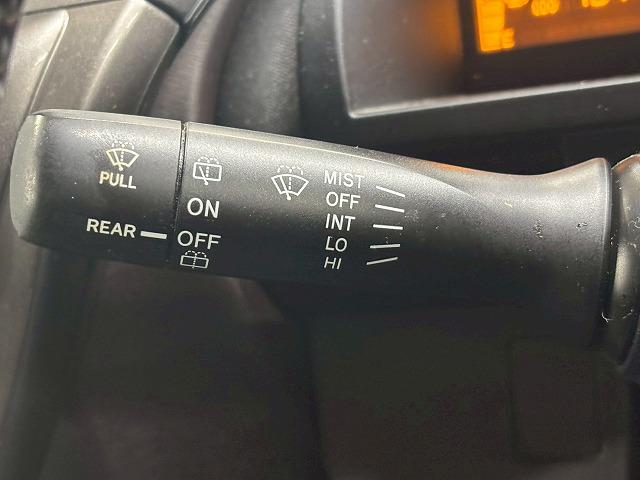 PULL
REAR
ON
OFF
MIST
OFF
INT
LO
HI